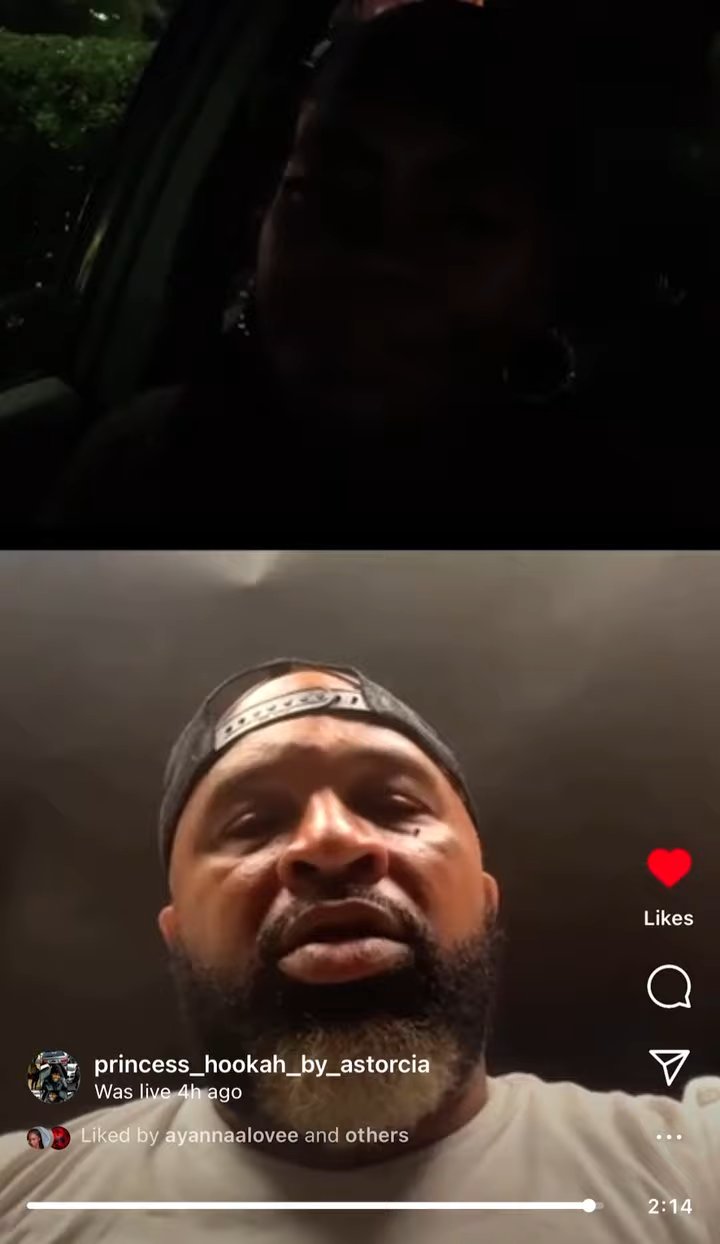 Likes
princess_hookah_by_astorcia
Was live 4h ago
Liked by ayannaalovee and others
2:14